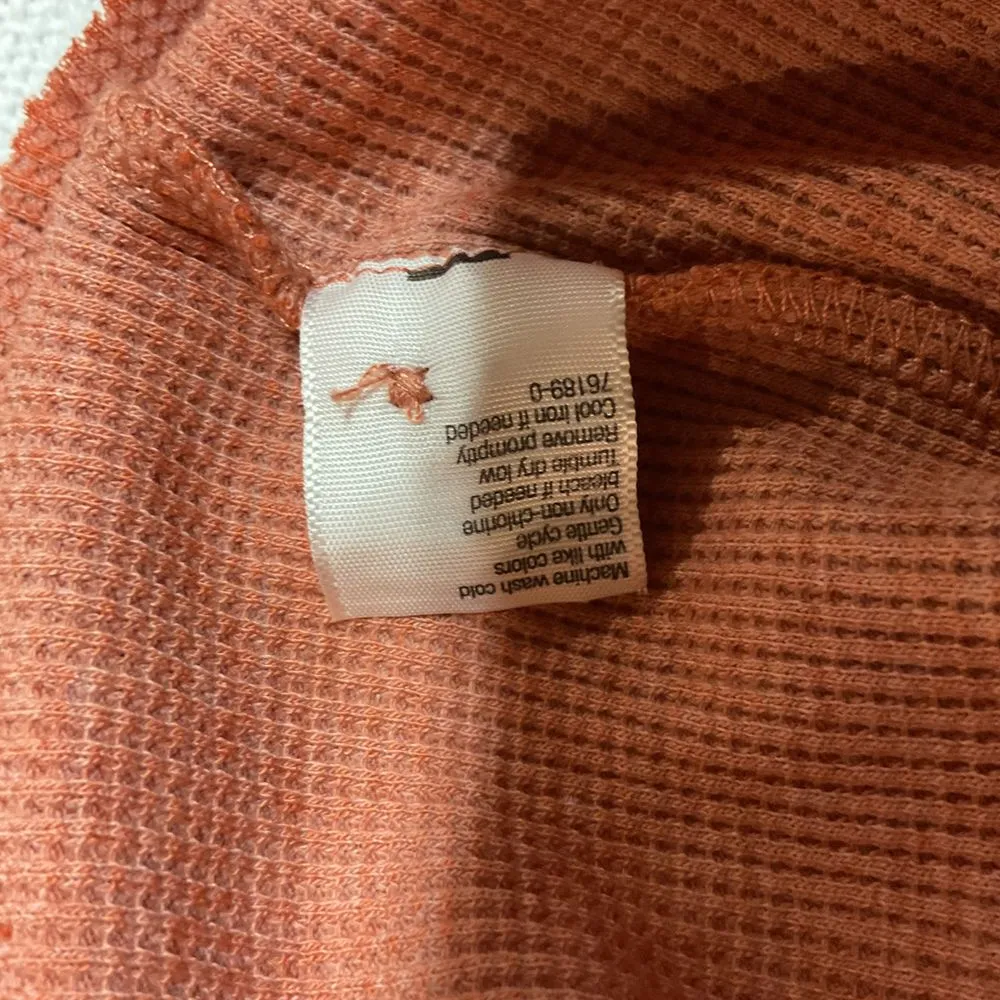 Machine wash cold
with like colors
Gentle cycle
Only non-chlorine
bleach if needed
Tumble dry low
Remove promptly
Cool iron if needed
76189-0